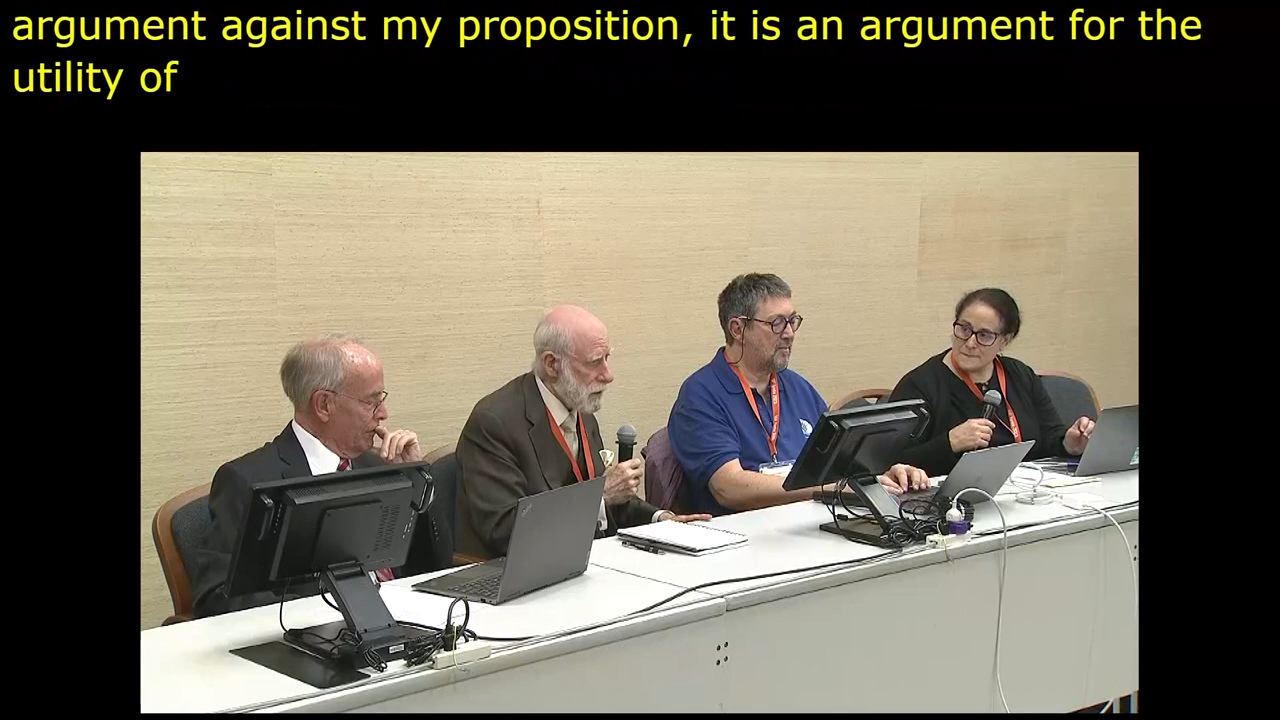 argument against my proposition, it is an argument for the
utility of